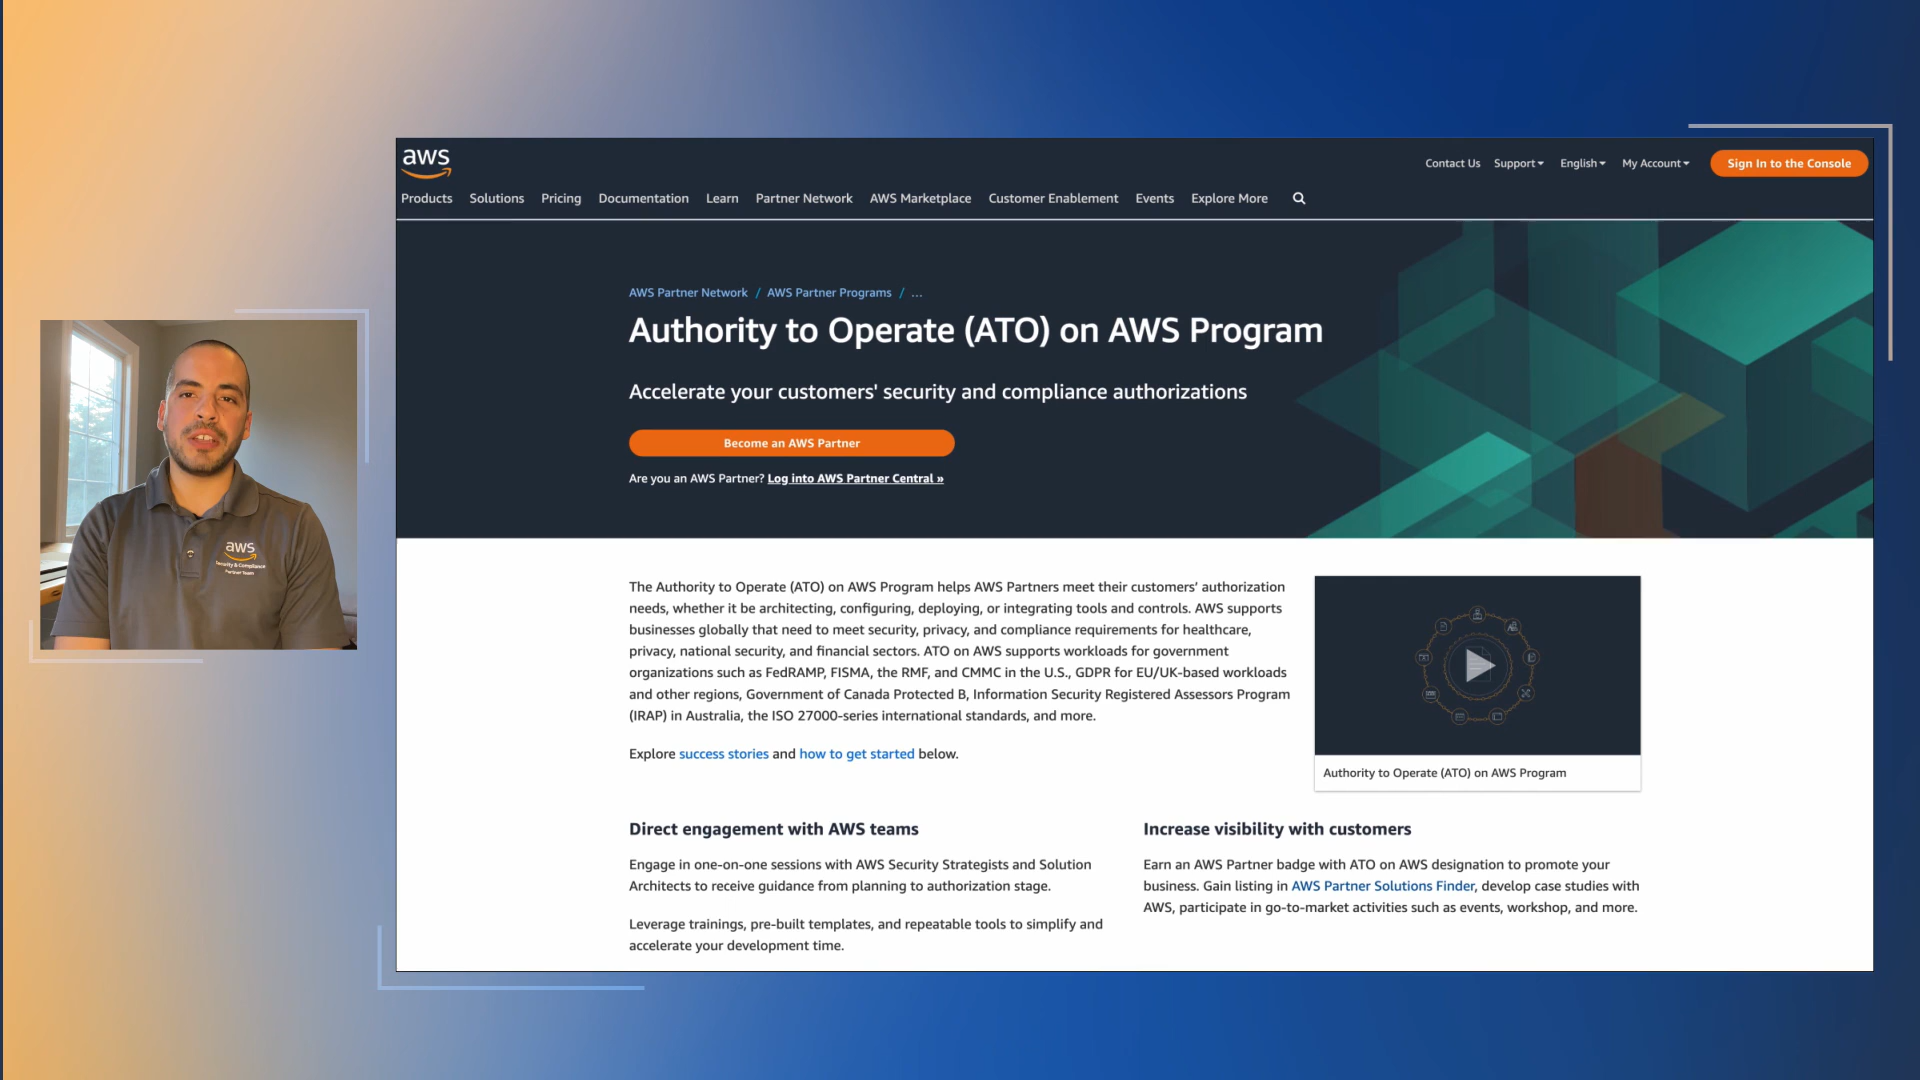 aws
Contact Us Support English My Account Sign In to the Console
Products Solutions Pricing Documentation Learn Partner Network AWS Marketplace Customer Enablement Events Explore More
AWS Partner Network / AWS Partner Programs / ...
Authority to Operate (ATO) on AWS Program
Accelerate your customers' security and compliance authorizations
Become an AWS Partner
Are you an AWS Partner? Log into AWS Partner Central »
aws
Security & Compliance
Partner Team
The Authority to Operate (ATO) on AWS Program helps AWS Partners meet their customers’ authorization
needs, whether it be architecting, configuring, deploying, or integrating tools and controls. AWS supports
businesses globally that need to meet security, privacy, and compliance requirements for healthcare,
privacy, national security, and financial sectors. ATO on AWS supports workloads for government
organizations such as FedRAMP, FISMA, the RMF, and CMMC in the U.S., GDPR for EU/UK-based workloads
and other regions, Government of Canada Protected B, Information Security Registered Assessors Program
(IRAP) in Australia, the ISO 27000-series international standards, and more.
Explore success stories and how to get started below.
Authority to Operate (ATO) on AWS Program
Direct engagement with AWS teams
Engage in one-on-one sessions with AWS Security Strategists and Solution
Architects to receive guidance from planning to authorization stage.
Leverage trainings, pre-built templates, and repeatable tools to simplify and
accelerate your development time.
Increase visibility with customers
Earn an AWS Partner badge with ATO on AWS designation to promote your
business. Gain listing in AWS Partner Solutions Finder, develop case studies with
AWS, participate in go-to-market activities such as events, workshop, and more.